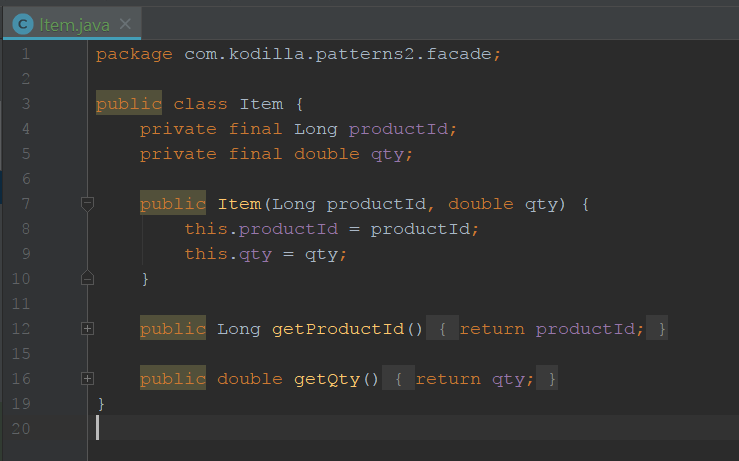 C Item.java ×
1 package com.kodilla.patterns2.facade;
2
3 public class Item {
4     private final Long productId;
5     private final double qty;
6
7     public Item(Long productId, double qty) {
8         this.productId = productId;
9         this.qty = qty;
10     }
11
12     public Long getProductId() { return productId; }
15
16     public double getQty() { return qty; }
19 }
20